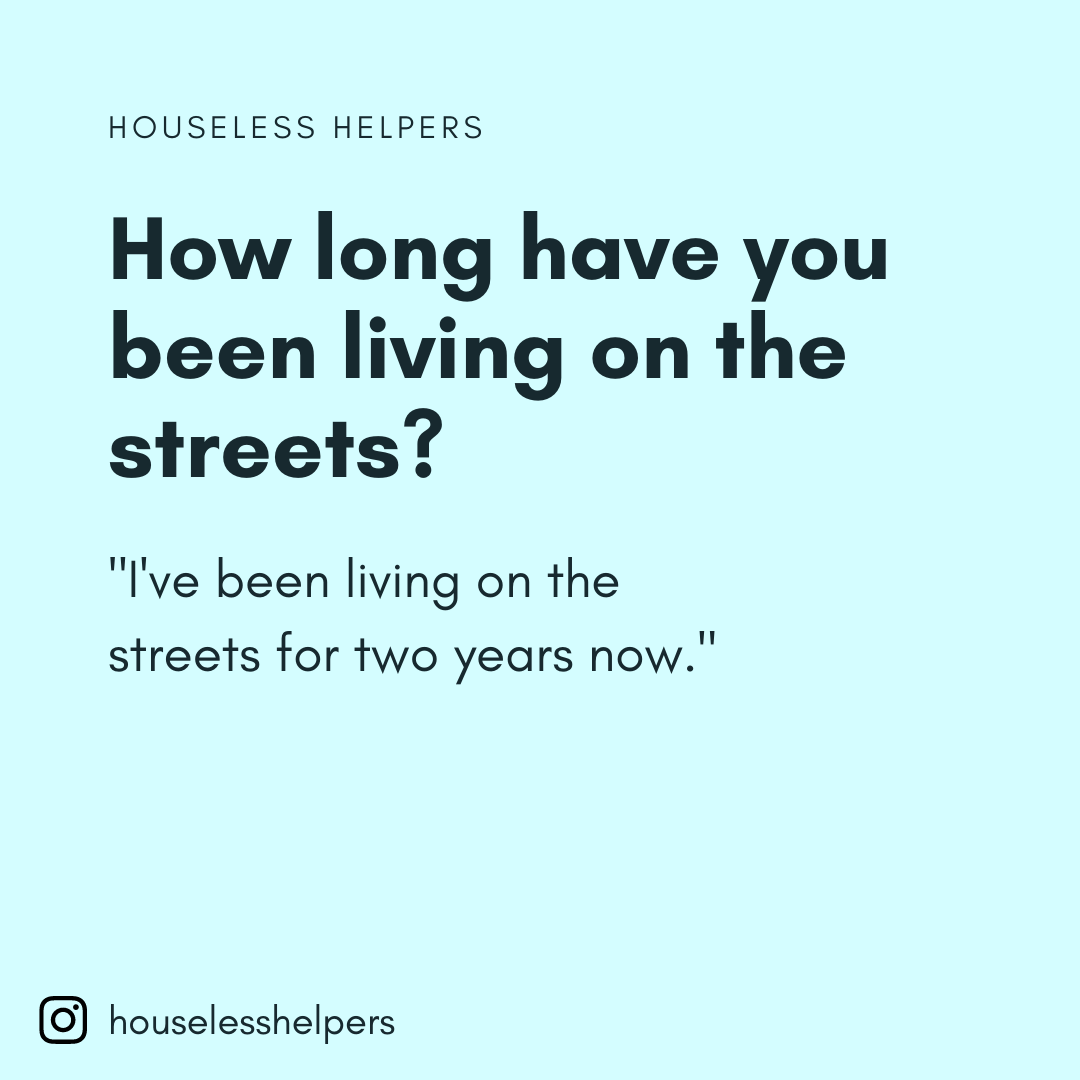 HOUSELESS HELPERS
How long have you
been living on the
streets?
"I've been living on the
streets for two years now."
houselesshelpers